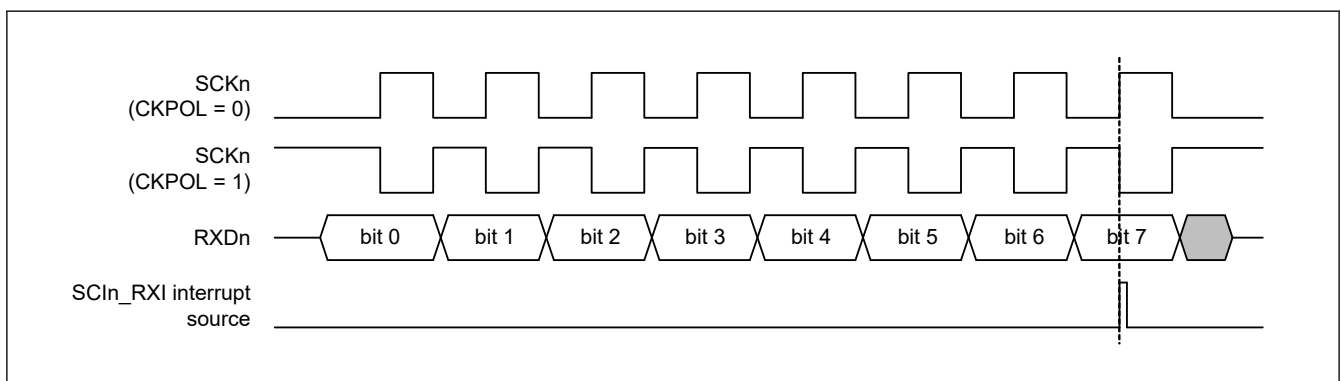 SCKn
(CKPOL = 0)
SCKn
(CKPOL = 1)
RXDn
bit 0
bit 1
bit 2
bit 3
bit 4
bit 5
bit 6
bit 7
SCIn_RXI interrupt
source